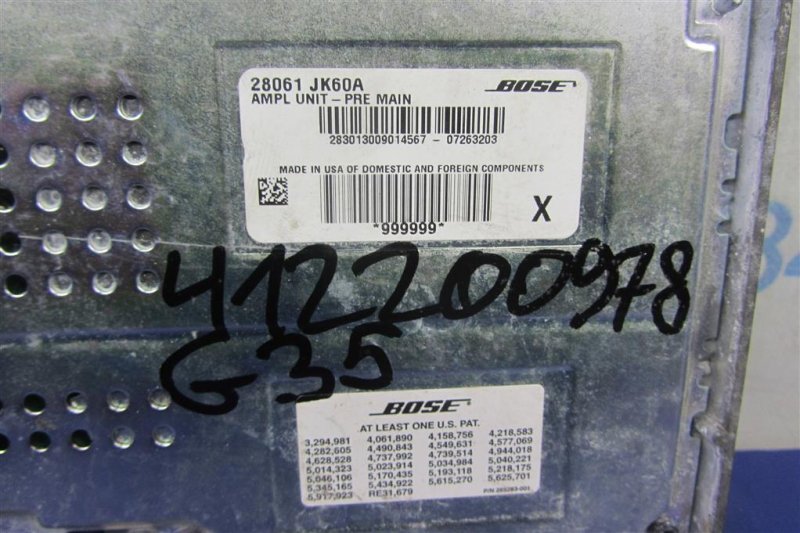 28061 JK60A BOSE
AMPL UNIT – PRE MAIN
283013009014567 – 07263203
MADE IN USA OF DOMESTIC AND FOREIGN COMPONENTS
*999999* X
412200978
G35
BOSE
AT LEAST ONE U.S. PAT.
3,294,981 4,061,890 4,158,756 4,218,583
4,282,605 4,490,843 4,549,631 4,577,069
4,628,528 4,737,992 4,739,514 4,944,018
5,014,323 5,023,914 5,034,984 5,040,221
5,046,106 5,170,435 5,193,118 5,218,175
5,345,165 5,434,922 5,615,270 5,625,701
5,917,923 RE31,679 P/N 265283-001